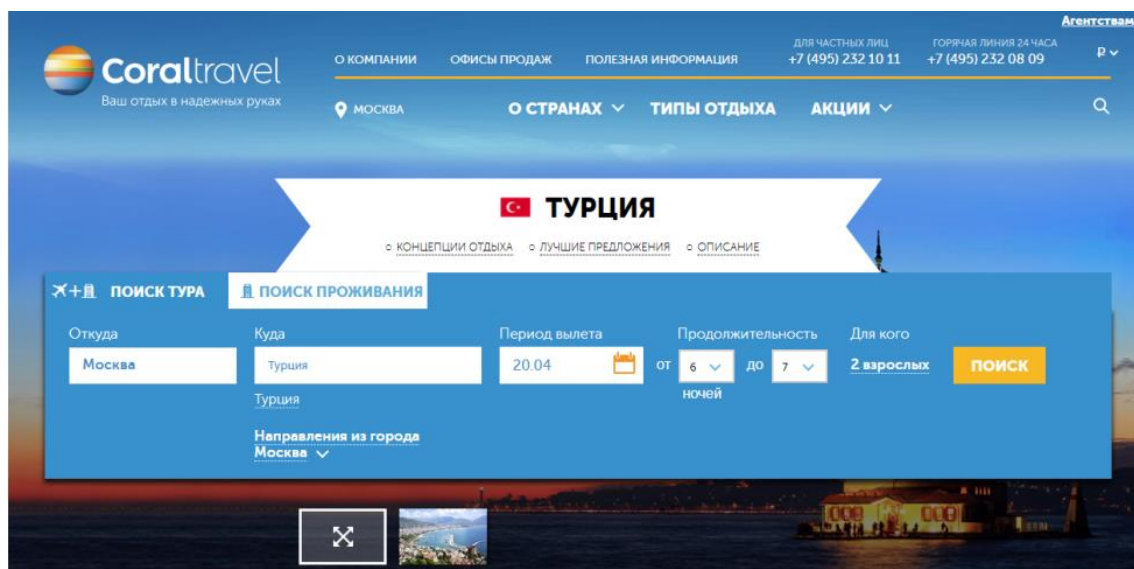 Агентствам
Coraltravel
Ваш отдых в надежных руках
О КОМПАНИИ ОФИСЫ ПРОДАЖ ПОЛЕЗНАЯ ИНФОРМАЦИЯ
ДЛЯ ЧАСТНЫХ ЛИЦ
+7 (495) 232 10 11
ГОРЯЧАЯ ЛИНИЯ 24 ЧАСА
+7 (495) 232 08 09
₽
МОСКВА
О СТРАНАХ ТИПЫ ОТДЫХА АКЦИИ
ТУРЦИЯ
КОНЦЕПЦИИ ОТДЫХА ЛУЧШИЕ ПРЕДЛОЖЕНИЯ ОПИСАНИЕ
ПОИСК ТУРА ПОИСК ПРОЖИВАНИЯ
Откуда Куда Период вылета Продолжительность Для кого
Москва Турция 20.04 от 6 до 7 2 взрослых ПОИСК
ночей
Турция
Направления из города
Москва